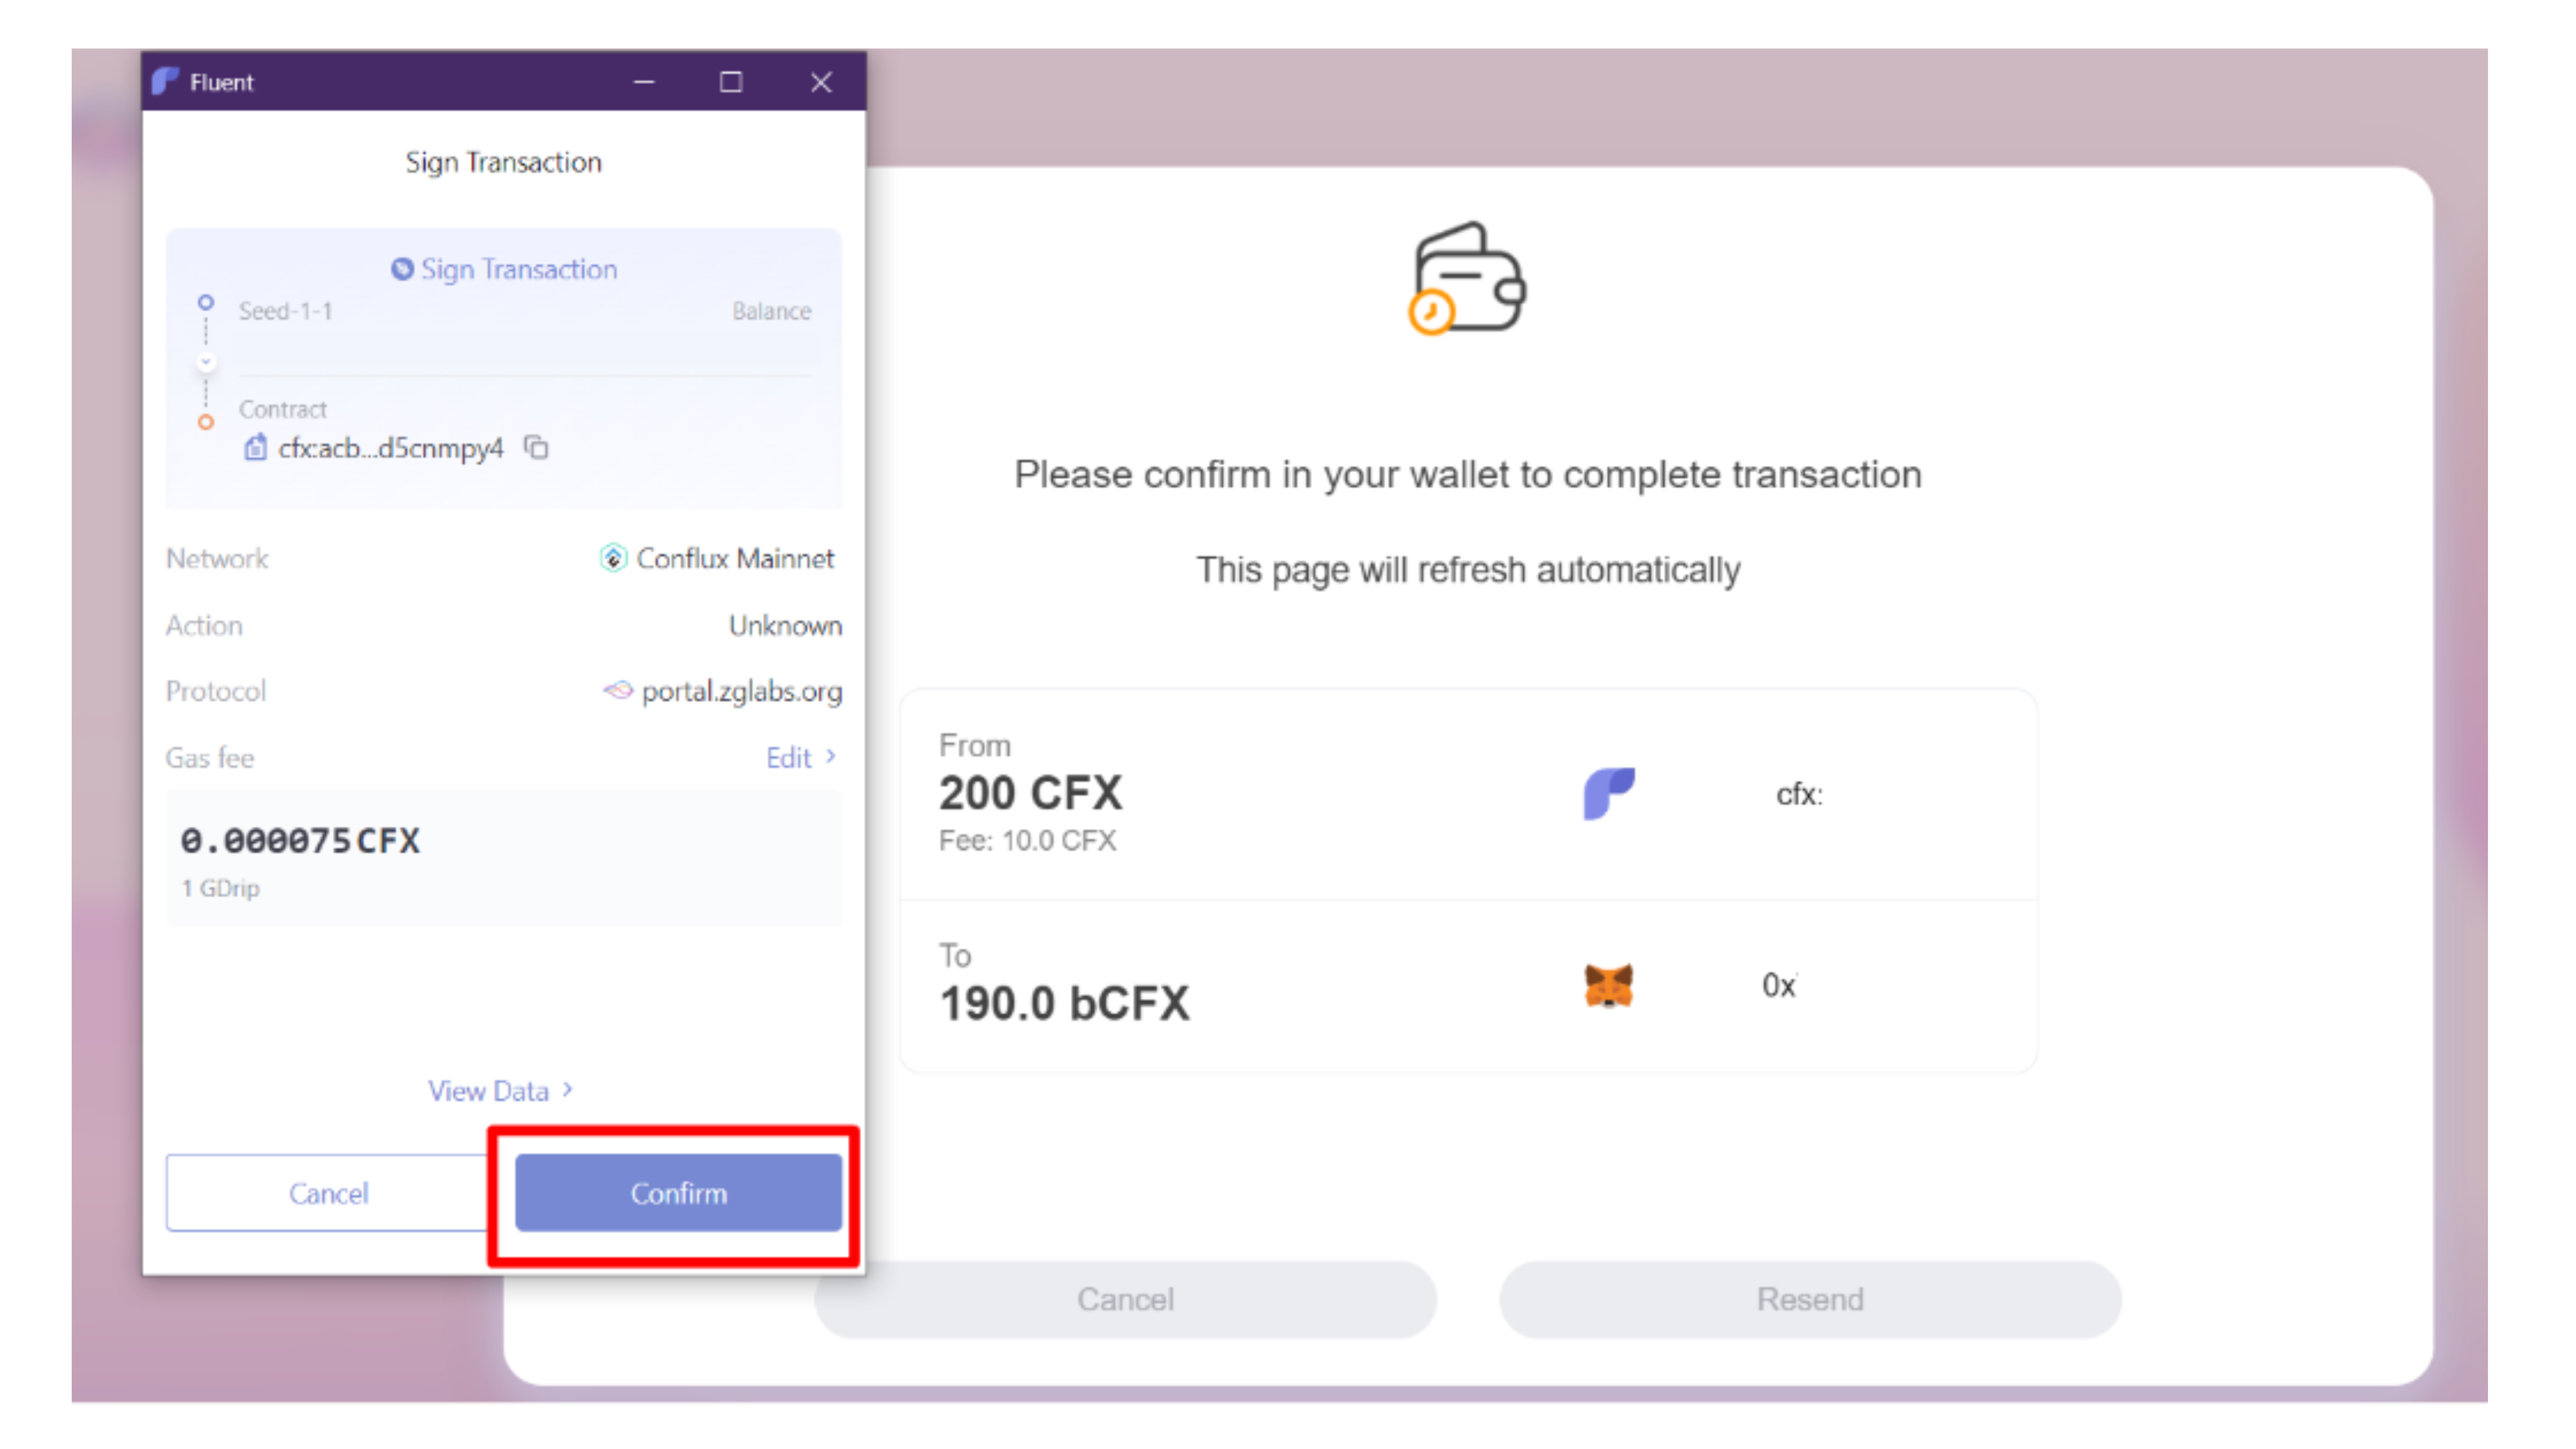 Fluent
Sign Transaction
Sign Transaction
Seed-1-1 Balance
Contract
cfx:acb...d5cnmpy4
Network Conflux Mainnet
Action Unknown
Protocol portal.zglabs.org
Gas fee Edit >
0.000075CFX
1 GDrip
View Data >
Cancel Confirm
Please confirm in your wallet to complete transaction
This page will refresh automatically
From
200 CFX cfx:
Fee: 10.0 CFX
To
190.0 bCFX 0x
Cancel Resend